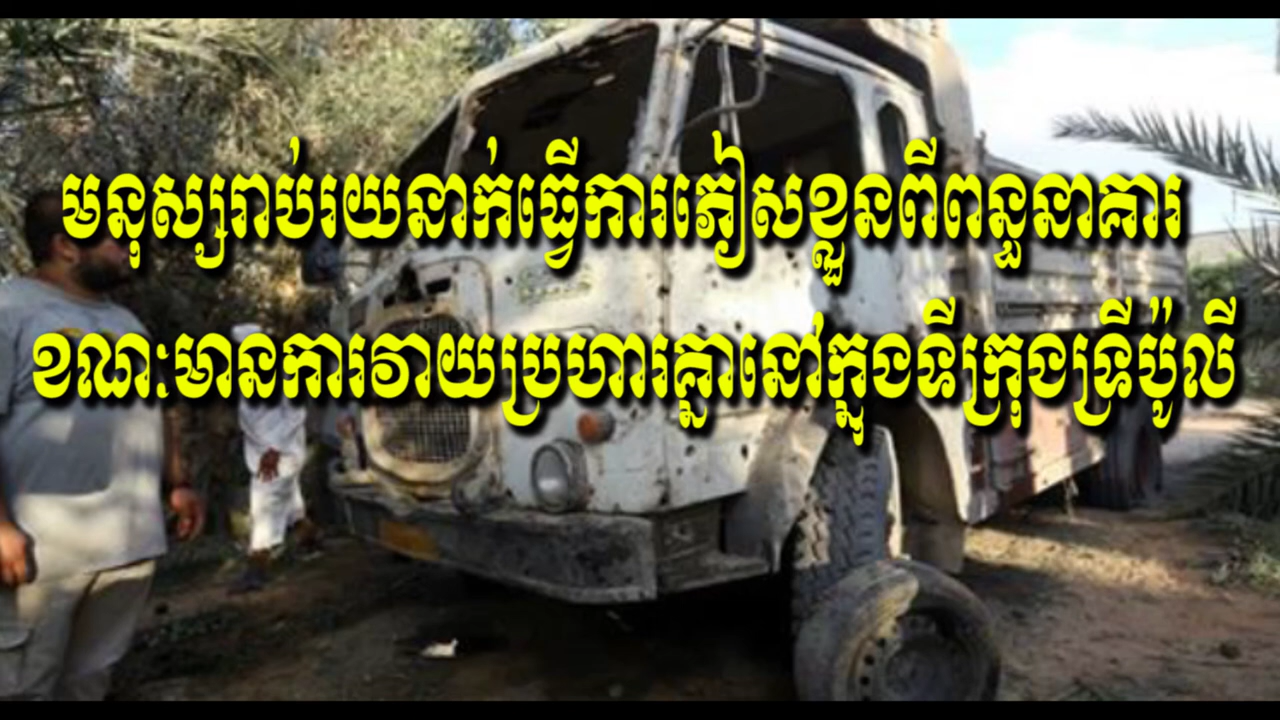 មនុស្សរាប់រយនាក់ធ្វើការភៀសខ្លួនពីពន្ធនាគារ
ខណៈមានការវាយប្រហារគ្នានៅក្នុងទីក្រុងទ្រីប៉ូលី